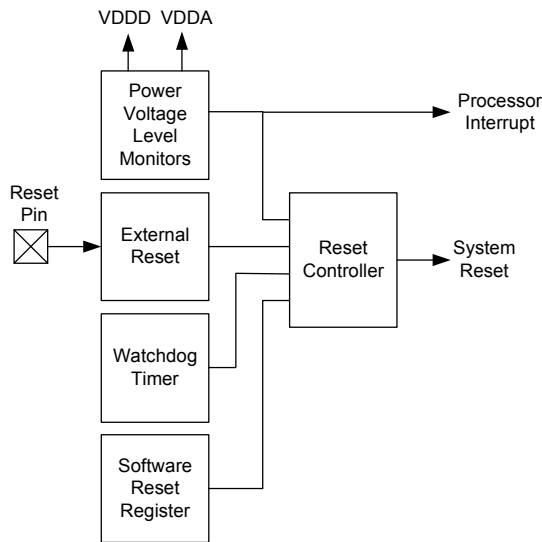 VDDD VDDA
Power
Voltage
Level
Monitors
Processor
Interrupt
Reset
Pin
External
Reset
Reset
Controller
System
Reset
Watchdog
Timer
Software
Reset
Register